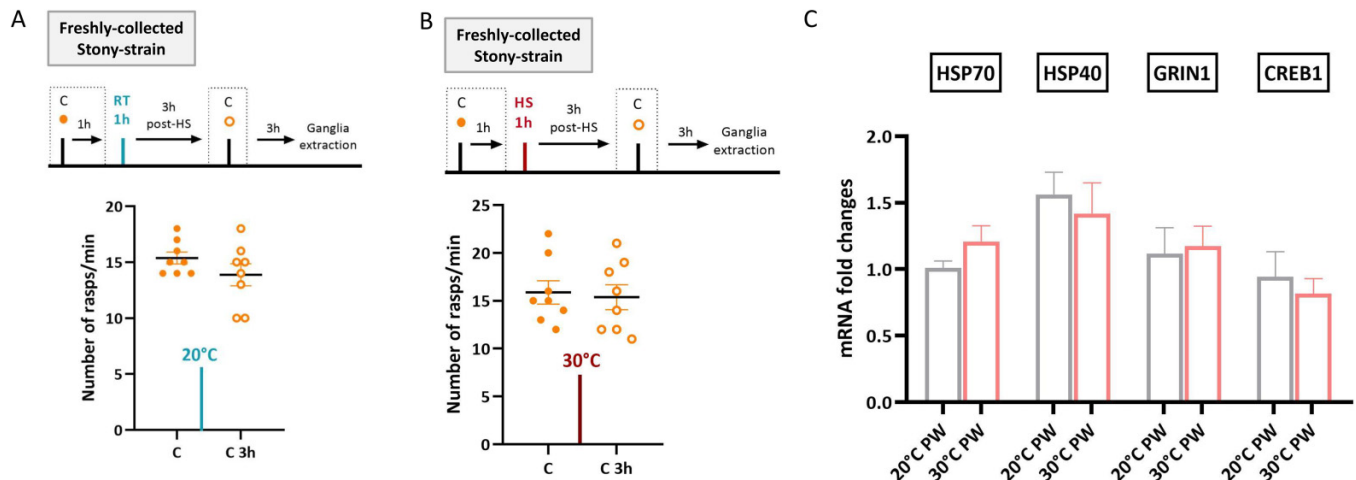 A
Freshly-collected
Stony-strain
C
RT
1h
1h
3h
post-HS
C
3h
Ganglia
extraction
Number of rasps/min
20
15
10
5
0
20°C
C
C 3h
B
Freshly-collected
Stony-strain
C
HS
1h
1h
3h
post-HS
C
3h
Ganglia
extraction
Number of rasps/min
25
20
15
10
5
0
30°C
C
C 3h
C
HSP70
HSP40
GRIN1
CREB1
mRNA fold changes
2.0
1.5
1.0
0.5
0.0
20°C PW
30°C PW
20°C PW
30°C PW
20°C PW
30°C PW
20°C PW
30°C PW